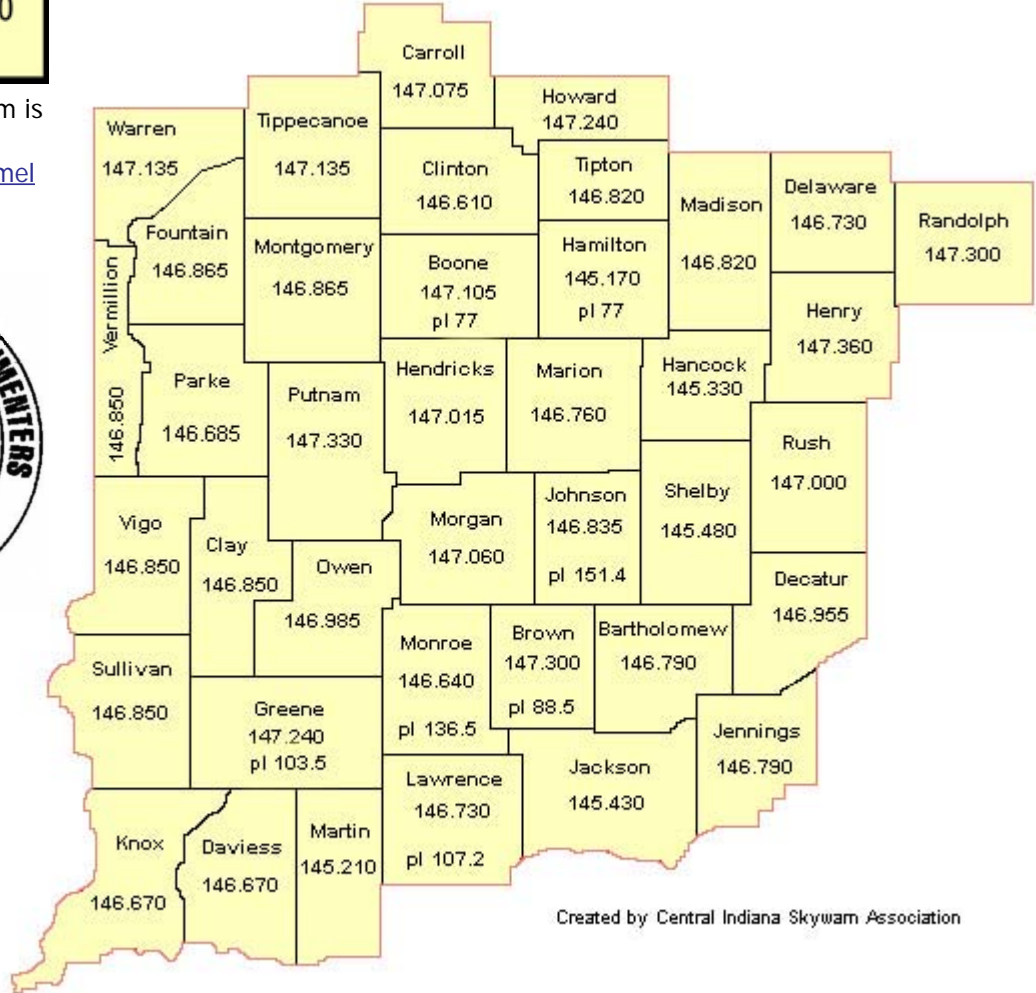 0
m is
mel
MENTERS
Carroll
147.075
Howard
147.240
Warren
147.135
Tippecanoe
147.135
Clinton
146.610
Tipton
146.820
Madison
146.820
Delaware
146.730
Randolph
147.300
Fountain
146.865
Montgomery
146.865
Boone
147.105
pl 77
Hamilton
145.170
pl 77
Henry
147.360
Vermillion
146.850
Parke
146.685
Putnam
147.330
Hendricks
147.015
Marion
146.760
Hancock
145.330
Rush
147.000
Vigo
146.850
Clay
146.850
Owen
146.985
Morgan
147.060
Johnson
146.835
pl 151.4
Shelby
145.480
Decatur
146.955
Sullivan
146.850
Greene
147.240
pl 103.5
Monroe
146.640
pl 136.5
Brown
147.300
pl 88.5
Bartholomew
146.790
Jennings
146.790
Knox
146.670
Daviess
146.670
Martin
145.210
Lawrence
146.730
pl 107.2
Jackson
145.430
Created by Central Indiana Skywarn Association